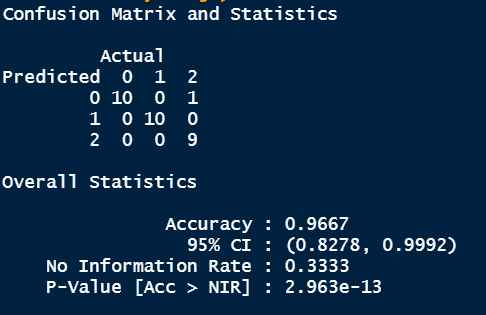 Confusion Matrix and Statistics
Actual
Predicted 0 1 2
0 10 0 1
1 0 10 0
2 0 0 9
Overall Statistics
Accuracy : 0.9667
95% CI : (0.8278, 0.9992)
No Information Rate : 0.3333
P-Value [Acc > NIR] : 2.963e-13